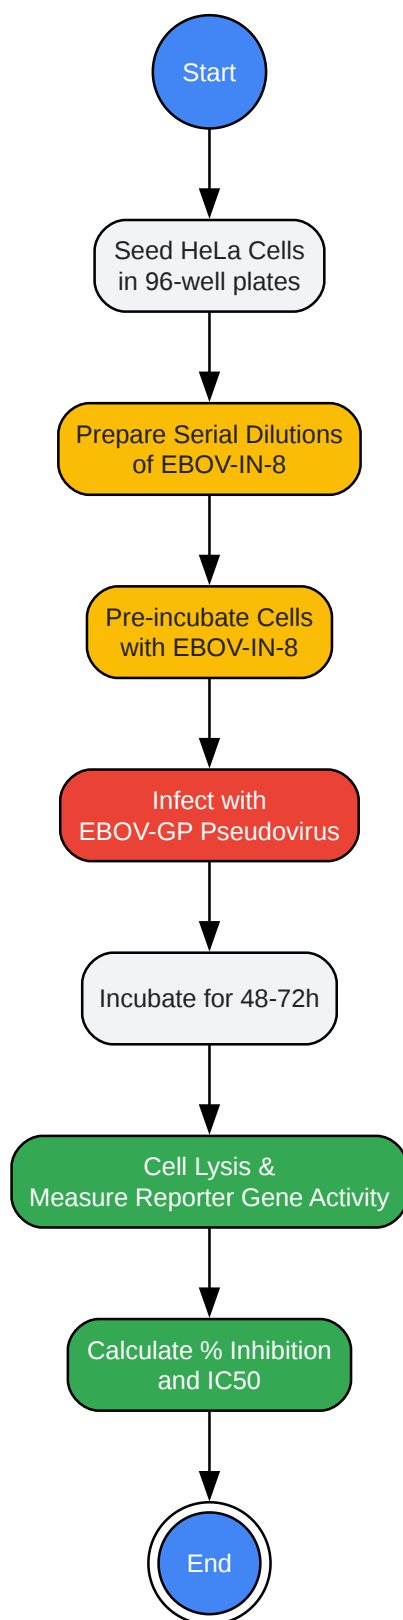 Start
Seed HeLa Cells
in 96-well plates
Prepare Serial Dilutions
of EBOV-IN-8
Pre-incubate Cells
with EBOV-IN-8
Infect with
EBOV-GP Pseudovirus
Incubate for 48-72h
Cell Lysis &
Measure Reporter Gene Activity
Calculate % Inhibition
and IC50
End